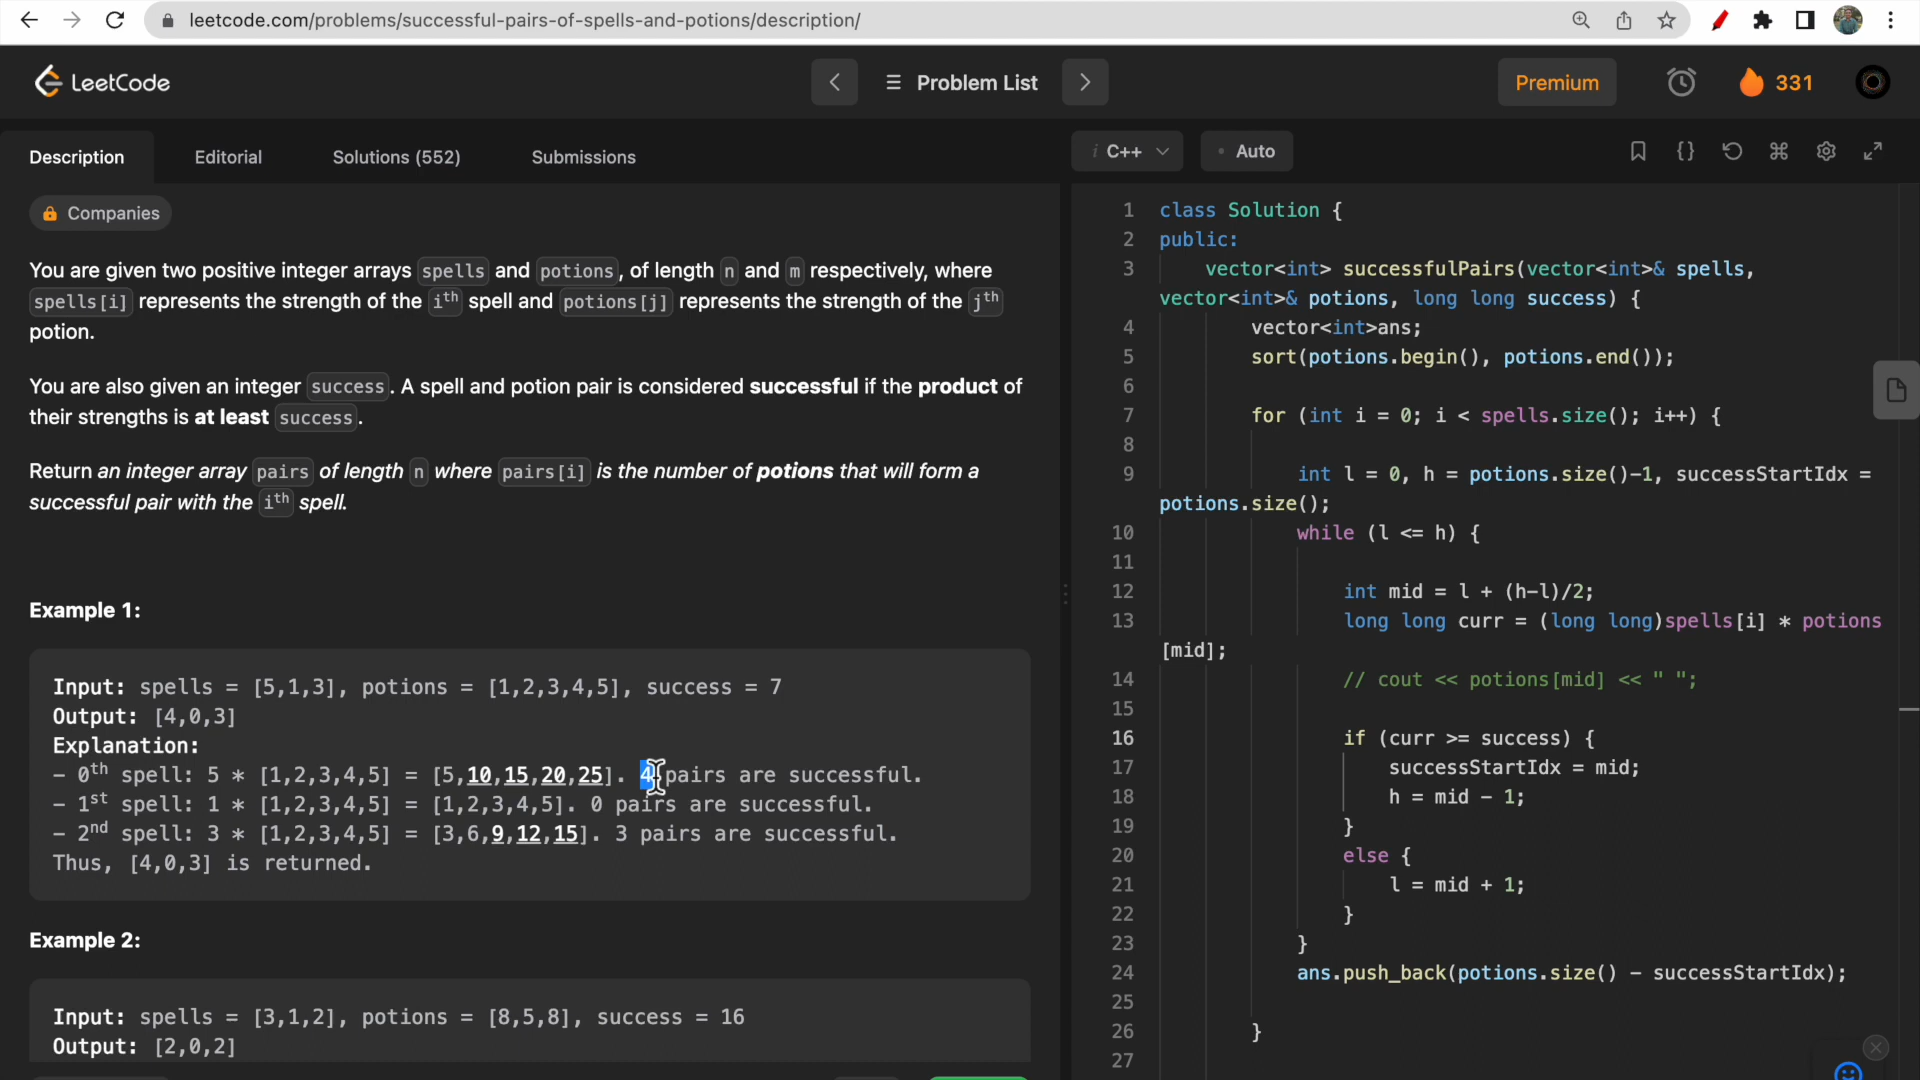 leetcode.com/problems/successful-pairs-of-spells-and-potions/description/
LeetCode
Problem List
Premium
331
Description
Editorial
Solutions (552)
Submissions
Companies
You are given two positive integer arrays spells and potions, of length n and m respectively, where
spells[i] represents the strength of the ith spell and potions[j] represents the strength of the jth
potion.
You are also given an integer success. A spell and potion pair is considered successful if the product of
their strengths is at least success.
Return an integer array pairs of length n where pairs[i] is the number of potions that will form a
successful pair with the ith spell.
Example 1:
Input: spells = [5,1,3], potions = [1,2,3,4,5], success = 7
Output: [4,0,3]
Explanation:
- 0th spell: 5 * [1,2,3,4,5] = [5,10,15,20,25]. 4 pairs are successful.
- 1st spell: 1 * [1,2,3,4,5] = [1,2,3,4,5]. 0 pairs are successful.
- 2nd spell: 3 * [1,2,3,4,5] = [3,6,9,12,15]. 3 pairs are successful.
Thus, [4,0,3] is returned.
Example 2:
Input: spells = [3,1,2], potions = [8,5,8], success = 16
Output: [2,0,2]
i C++
Auto
{}
1 class Solution {
2 public:
3 vector<int> successfulPairs(vector<int>& spells,
vector<int>& potions, long long success) {
4 vector<int>ans;
5 sort(potions.begin(), potions.end());
6
7 for (int i = 0; i < spells.size(); i++) {
8
9 int l = 0, h = potions.size()-1, successStartIdx =
potions.size();
10 while (l <= h) {
11
12 int mid = l + (h-l)/2;
13 long long curr = (long long)spells[i] * potions
[mid];
14 // cout << potions[mid] << " ";
15
16 if (curr >= success) {
17 successStartIdx = mid;
18 h = mid - 1;
19 }
20 else {
21 l = mid + 1;
22 }
23 }
24 ans.push_back(potions.size() - successStartIdx);
25
26 }
27